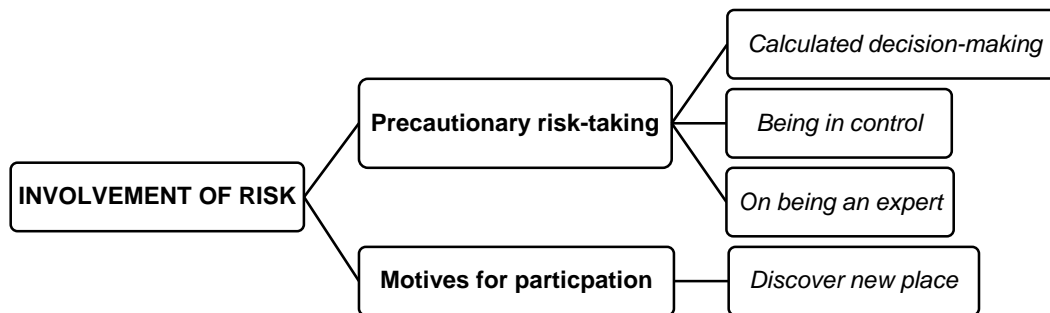 INVOLVEMENT OF RISK
Precautionary risk-taking
Calculated decision-making
Being in control
On being an expert
Motives for particpation
Discover new place